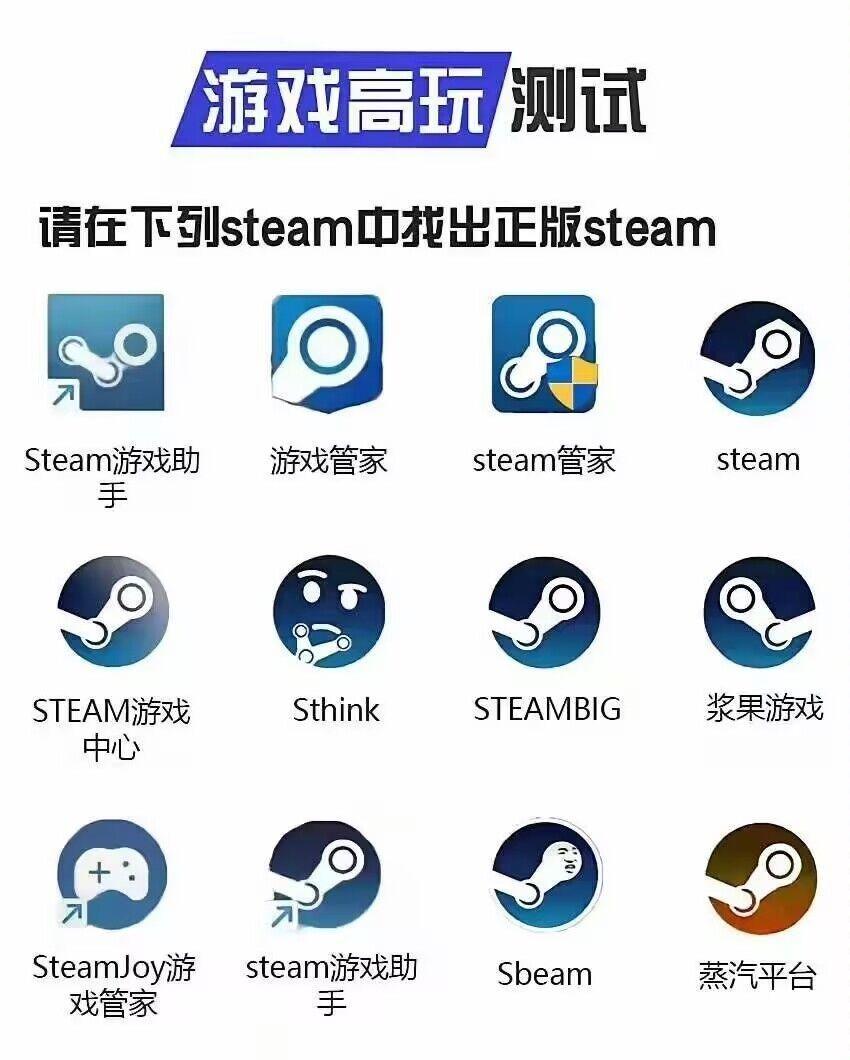 游戏高玩测试
请在下列steam中找出正版steam
Steam游戏助
手
游戏管家
steam管家
steam
STEAM游戏
中心
Sthink
STEAMBIG
浆果游戏
SteamJoy游
戏管家
steam游戏助
手
Sbeam
蒸汽平台